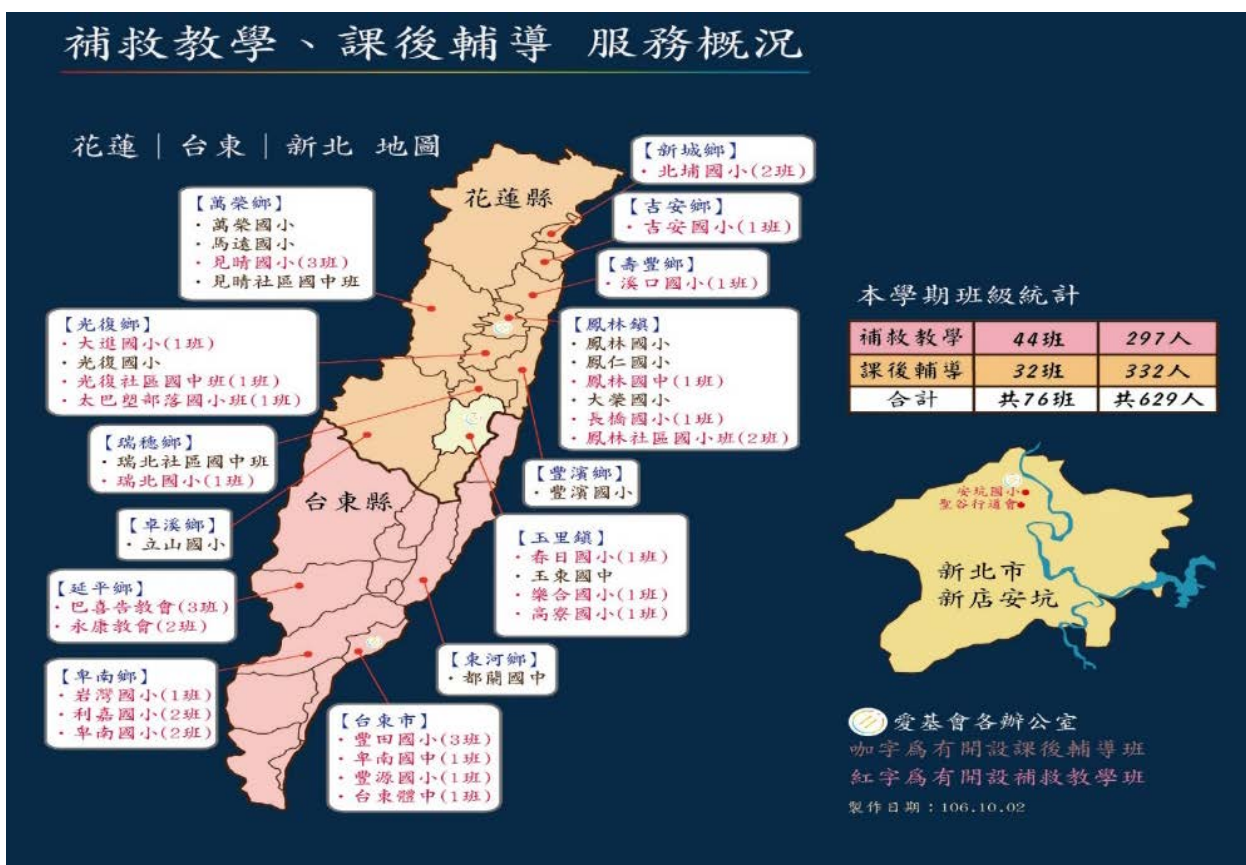 補救教學、課後輔導 服務概況
花蓮｜台東｜新北 地圖
花蓮縣
台東縣
【新城鄉】
・北埔國小(2班)
【吉安鄉】
・吉安國小(1班)
【壽豐鄉】
・溪口國小(1班)
【萬榮鄉】
・萬榮國小
・馬遠國小
・見晴國小(3班)
・見晴社區國中班
【光復鄉】
・大進國小(1班)
・光復國小
・光復社區國中班(1班)
・太巴塱部落國小班(1班)
【鳳林鎮】
・鳳林國小
・鳳仁國小
・鳳林國中(1班)
・大榮國小
・長橋國小(1班)
・鳳林社區國小班(2班)
【瑞穗鄉】
・瑞北社區國中班
・瑞北國小(1班)
【豐濱鄉】
・豐濱國小
【卓溪鄉】
・立山國小
【玉里鎮】
・春日國小(1班)
・玉東國中
・樂合國小(1班)
・高寮國小(1班)
【延平鄉】
・巴喜告教會(3班)
・永康教會(2班)
【卑南鄉】
・岩灣國小(1班)
・利嘉國小(2班)
・卑南國小(2班)
【東河鄉】
・都蘭國中
【台東市】
・豐田國小(3班)
・卑南國中(1班)
・豐源國小(1班)
・台東體中(1班)
本學期班級統計
補救教學 44班 297人
課後輔導 32班 332人
合計 共76班 共629人
安坑國小
聖谷行道會
新北市
新店安坑
愛基會各辦公室
咖字為有開設課後輔導班
紅字為有開設補救教學班
製作日期：106.10.02